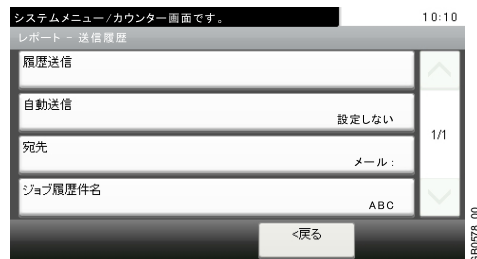 システムメニュー/カウンター画面です。
10:10
レポート - 送信履歴
履歴送信
自動送信
設定しない
宛先
メール :
ジョブ履歴件名
ABC
1/1
<戻る
GB0578_00